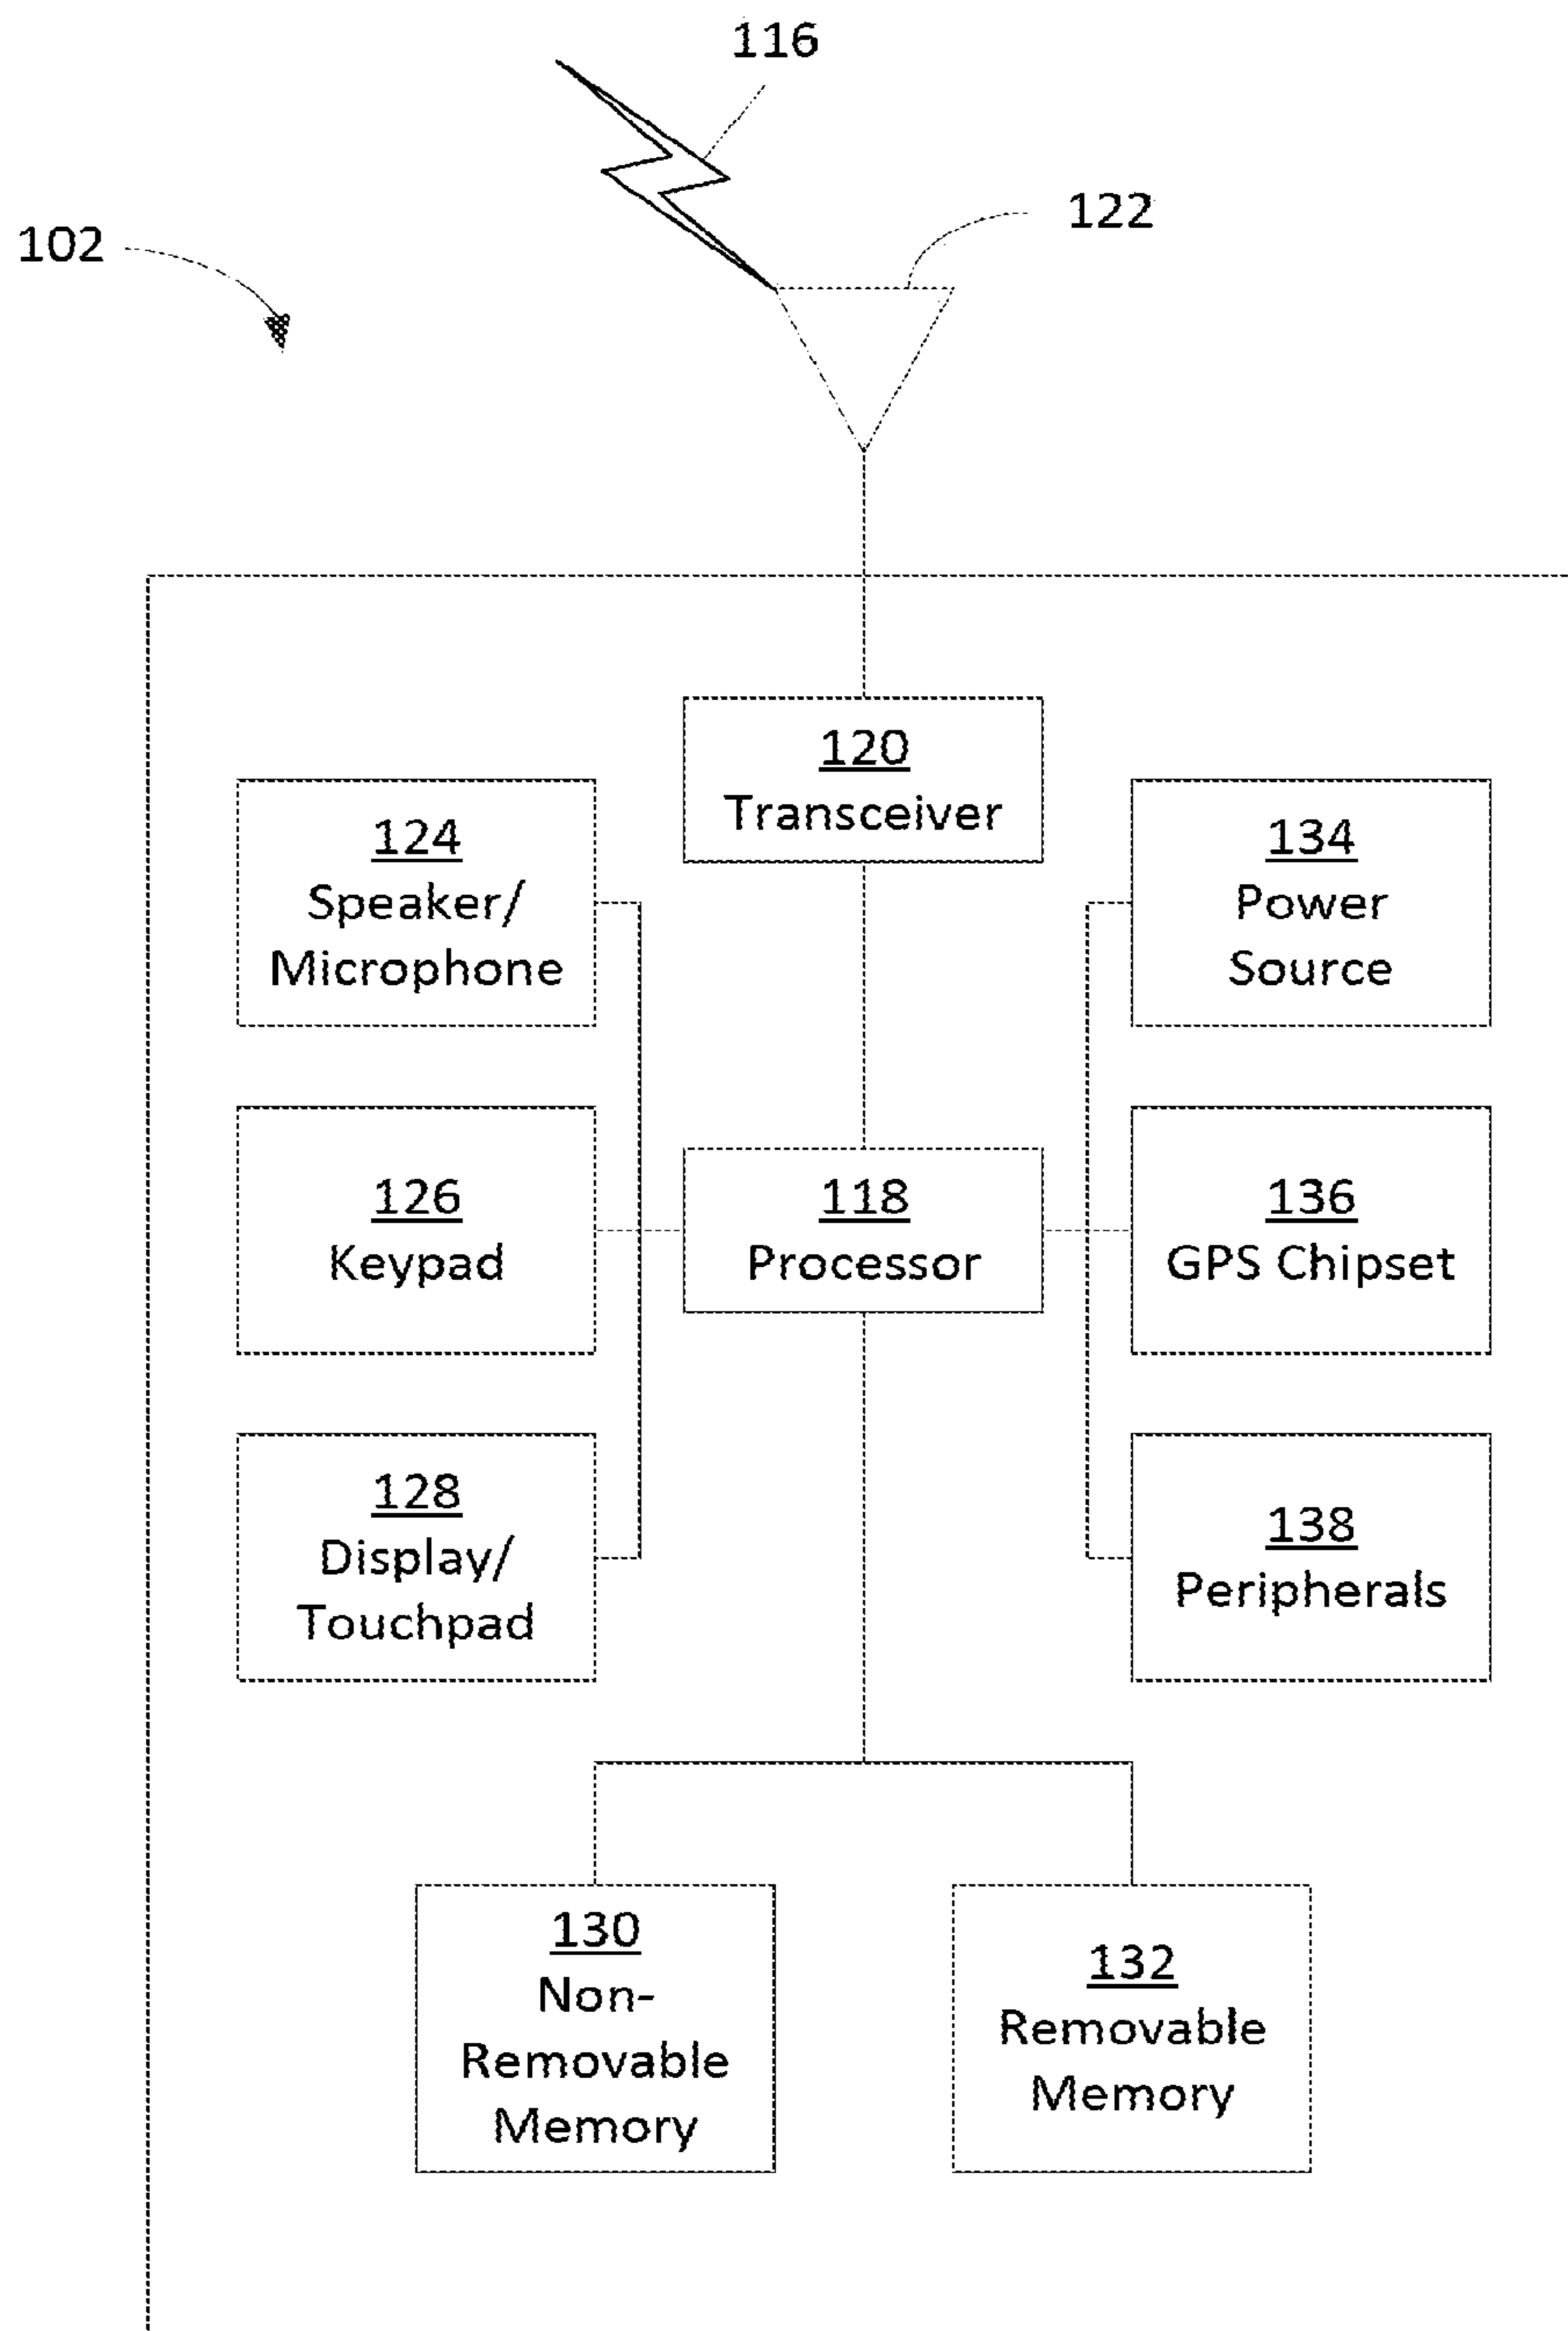 116
122
102
120
Transceiver
124
Speaker/
Microphone
134
Power
Source
126
Keypad
118
Processor
136
GPS Chipset
128
Display/
Touchpad
138
Peripherals
130
Non-
Removable
Memory
132
Removable
Memory